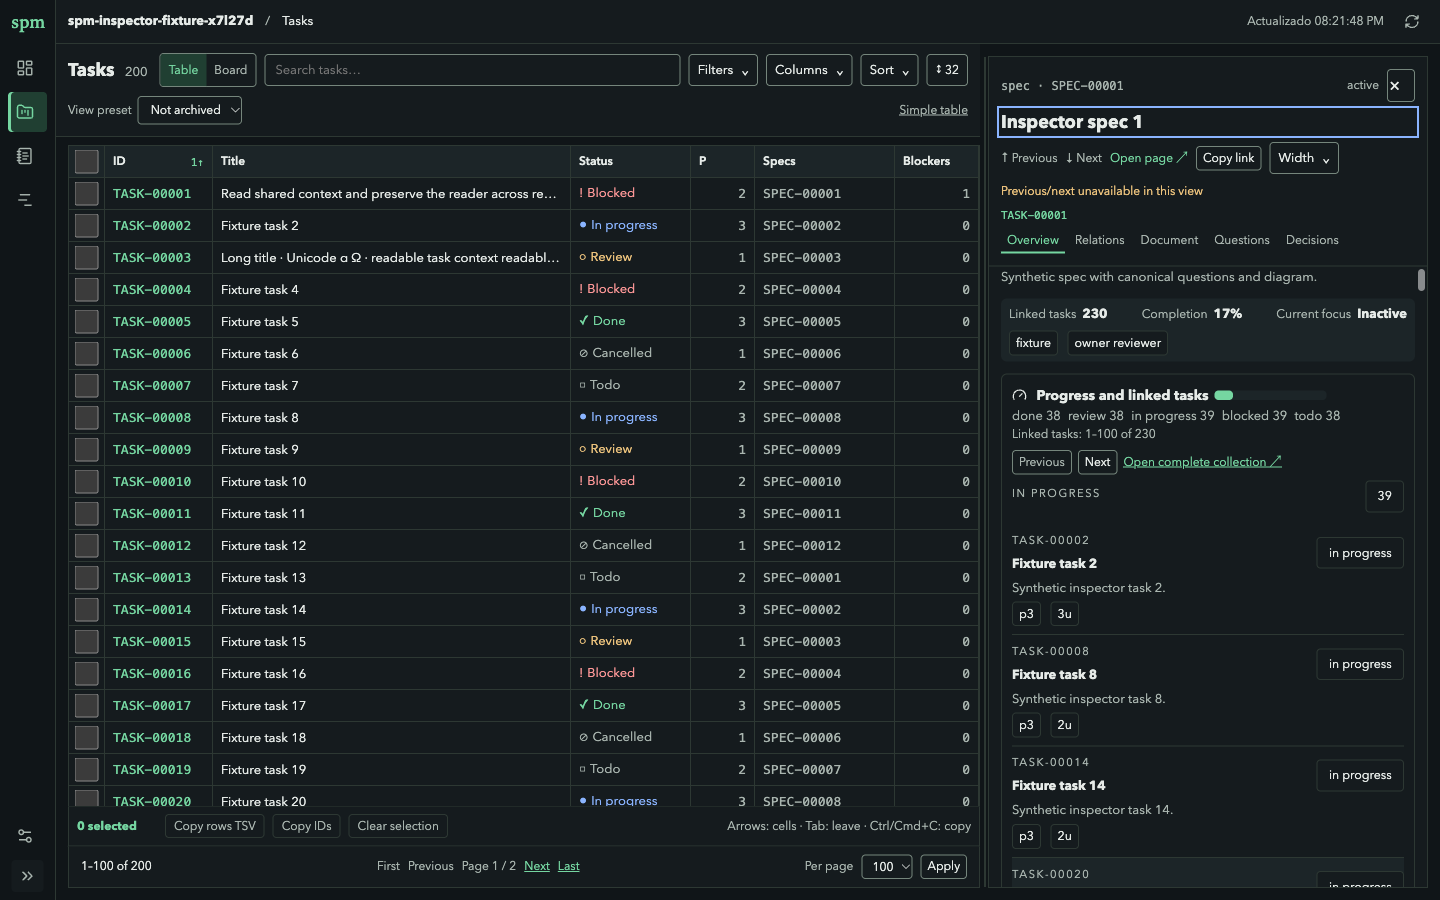 spm
spm-inspector-fixture-x7l27d / Tasks
Actualizado 08:21:48 PM
Tasks 200 Table Board Search tasks... Filters Columns Sort ↕ 32
View preset Not archived Simple table
ID 1↑ Title Status P Specs Blockers
TASK-00001 Read shared context and preserve the reader across re… ! Blocked 2 SPEC-00001 1
TASK-00002 Fixture task 2 In progress 3 SPEC-00002 0
TASK-00003 Long title · Unicode α Ω · readable task context readabl… Review 1 SPEC-00003 0
TASK-00004 Fixture task 4 ! Blocked 2 SPEC-00004 0
TASK-00005 Fixture task 5 ✓ Done 3 SPEC-00005 0
TASK-00006 Fixture task 6 ⊘ Cancelled 1 SPEC-00006 0
TASK-00007 Fixture task 7 Todo 2 SPEC-00007 0
TASK-00008 Fixture task 8 In progress 3 SPEC-00008 0
TASK-00009 Fixture task 9 Review 1 SPEC-00009 0
TASK-00010 Fixture task 10 ! Blocked 2 SPEC-00010 0
TASK-00011 Fixture task 11 ✓ Done 3 SPEC-00011 0
TASK-00012 Fixture task 12 ⊘ Cancelled 1 SPEC-00012 0
TASK-00013 Fixture task 13 Todo 2 SPEC-00001 0
TASK-00014 Fixture task 14 In progress 3 SPEC-00002 0
TASK-00015 Fixture task 15 Review 1 SPEC-00003 0
TASK-00016 Fixture task 16 ! Blocked 2 SPEC-00004 0
TASK-00017 Fixture task 17 ✓ Done 3 SPEC-00005 0
TASK-00018 Fixture task 18 ⊘ Cancelled 1 SPEC-00006 0
TASK-00019 Fixture task 19 Todo 2 SPEC-00007 0
TASK-00020 Fixture task 20 In progress 3 SPEC-00008 0
0 selected Copy rows TSV Copy IDs Clear selection Arrows: cells · Tab: leave · Ctrl/Cmd+C: copy
1–100 of 200 First Previous Page 1 / 2 Next Last Per page 100 Apply
spec · SPEC-00001 active ×
Inspector spec 1
↑ Previous ↓ Next Open page ↗ Copy link Width
Previous/next unavailable in this view
TASK-00001
Overview Relations Document Questions Decisions
Synthetic spec with canonical questions and diagram.
Linked tasks 230 Completion 17% Current focus Inactive
fixture owner reviewer
Progress and linked tasks
done 38 review 38 in progress 39 blocked 39 todo 38
Linked tasks: 1–100 of 230
Previous Next Open complete collection ↗
IN PROGRESS 39
TASK-00002
Fixture task 2 in progress
Synthetic inspector task 2.
p3 3u
TASK-00008
Fixture task 8 in progress
Synthetic inspector task 8.
p3 2u
TASK-00014
Fixture task 14 in progress
Synthetic inspector task 14.
p3 2u
TASK-00020
in progress